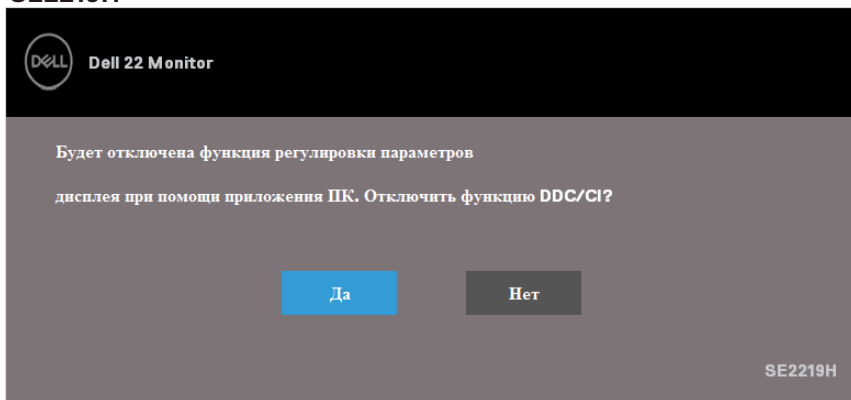 SE2219H
DELL
Dell 22 Monitor
Будет отключена функция регулировки параметров
дисплея при помощи приложения ПК. Отключить функцию DDC/CI?
Да
Нет
SE2219H